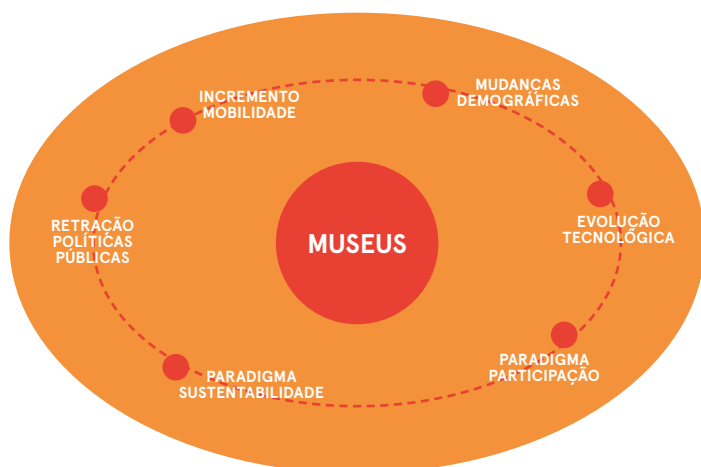 INCREMENTO
MOBILIDADE
MUDANÇAS
DEMOGRÁFICAS
RETRAÇÃO
POLÍTICAS
PÚBLICAS
MUSEUS
EVOLUÇÃO
TECNOLÓGICA
PARADIGMA
SUSTENTABILIDADE
PARADIGMA
PARTICIPAÇÃO